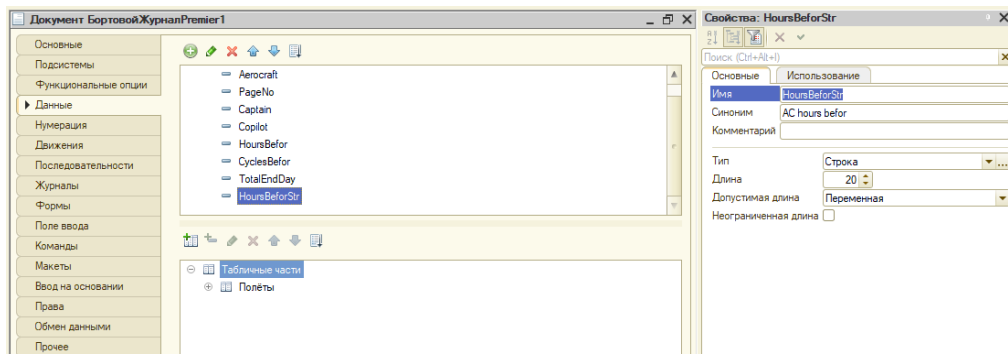 Документ БортовойЖурналPremier1
Основные
Подсистемы
Функциональные опции
Данные
Нумерация
Движения
Последовательности
Журналы
Формы
Поле ввода
Команды
Макеты
Ввод на основании
Права
Обмен данными
Прочее
Aerocraft
PageNo
Captain
Copilot
HoursBefor
CyclesBefor
TotalEndDay
HoursBeforStr
Табличные части
Полёты
Свойства: HoursBeforStr
Поиск (Ctrl+Alt+I)
Основные Использование
Имя HoursBeforStr
Синоним AC hours befor
Комментарий
Тип Строка
Длина 20
Допустимая длина Переменная
Неограниченная длина